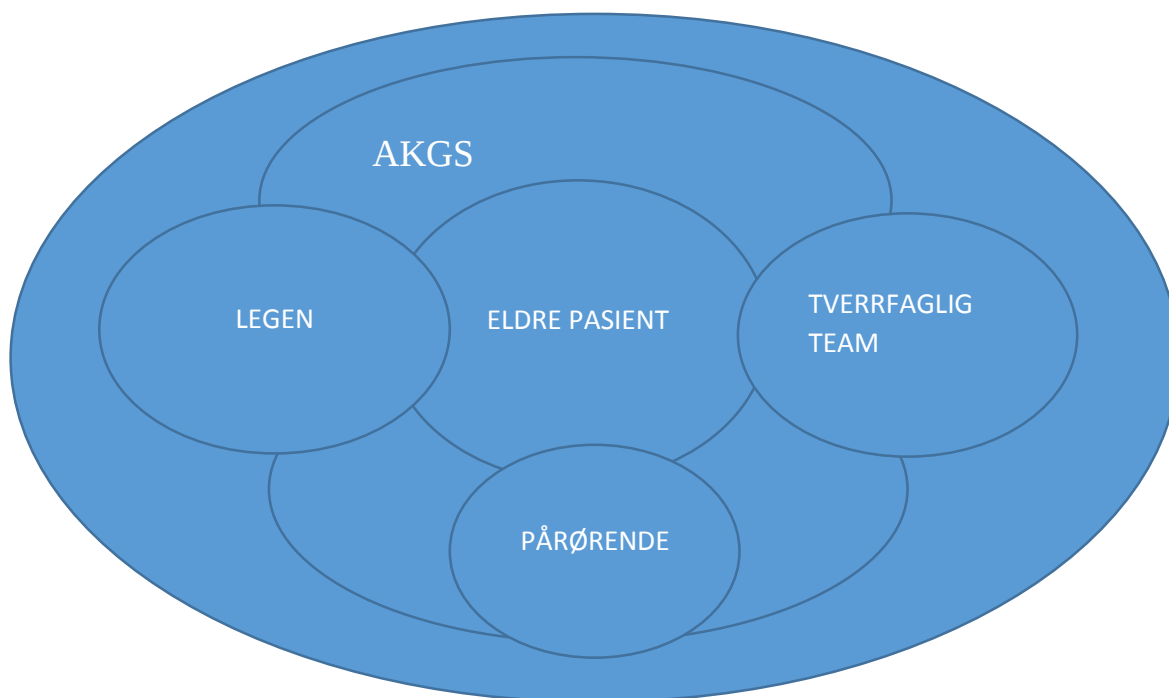 AKGS
LEGEN
ELDRE PASIENT
TVERRFAGLIG
TEAM
PÅRØRENDE